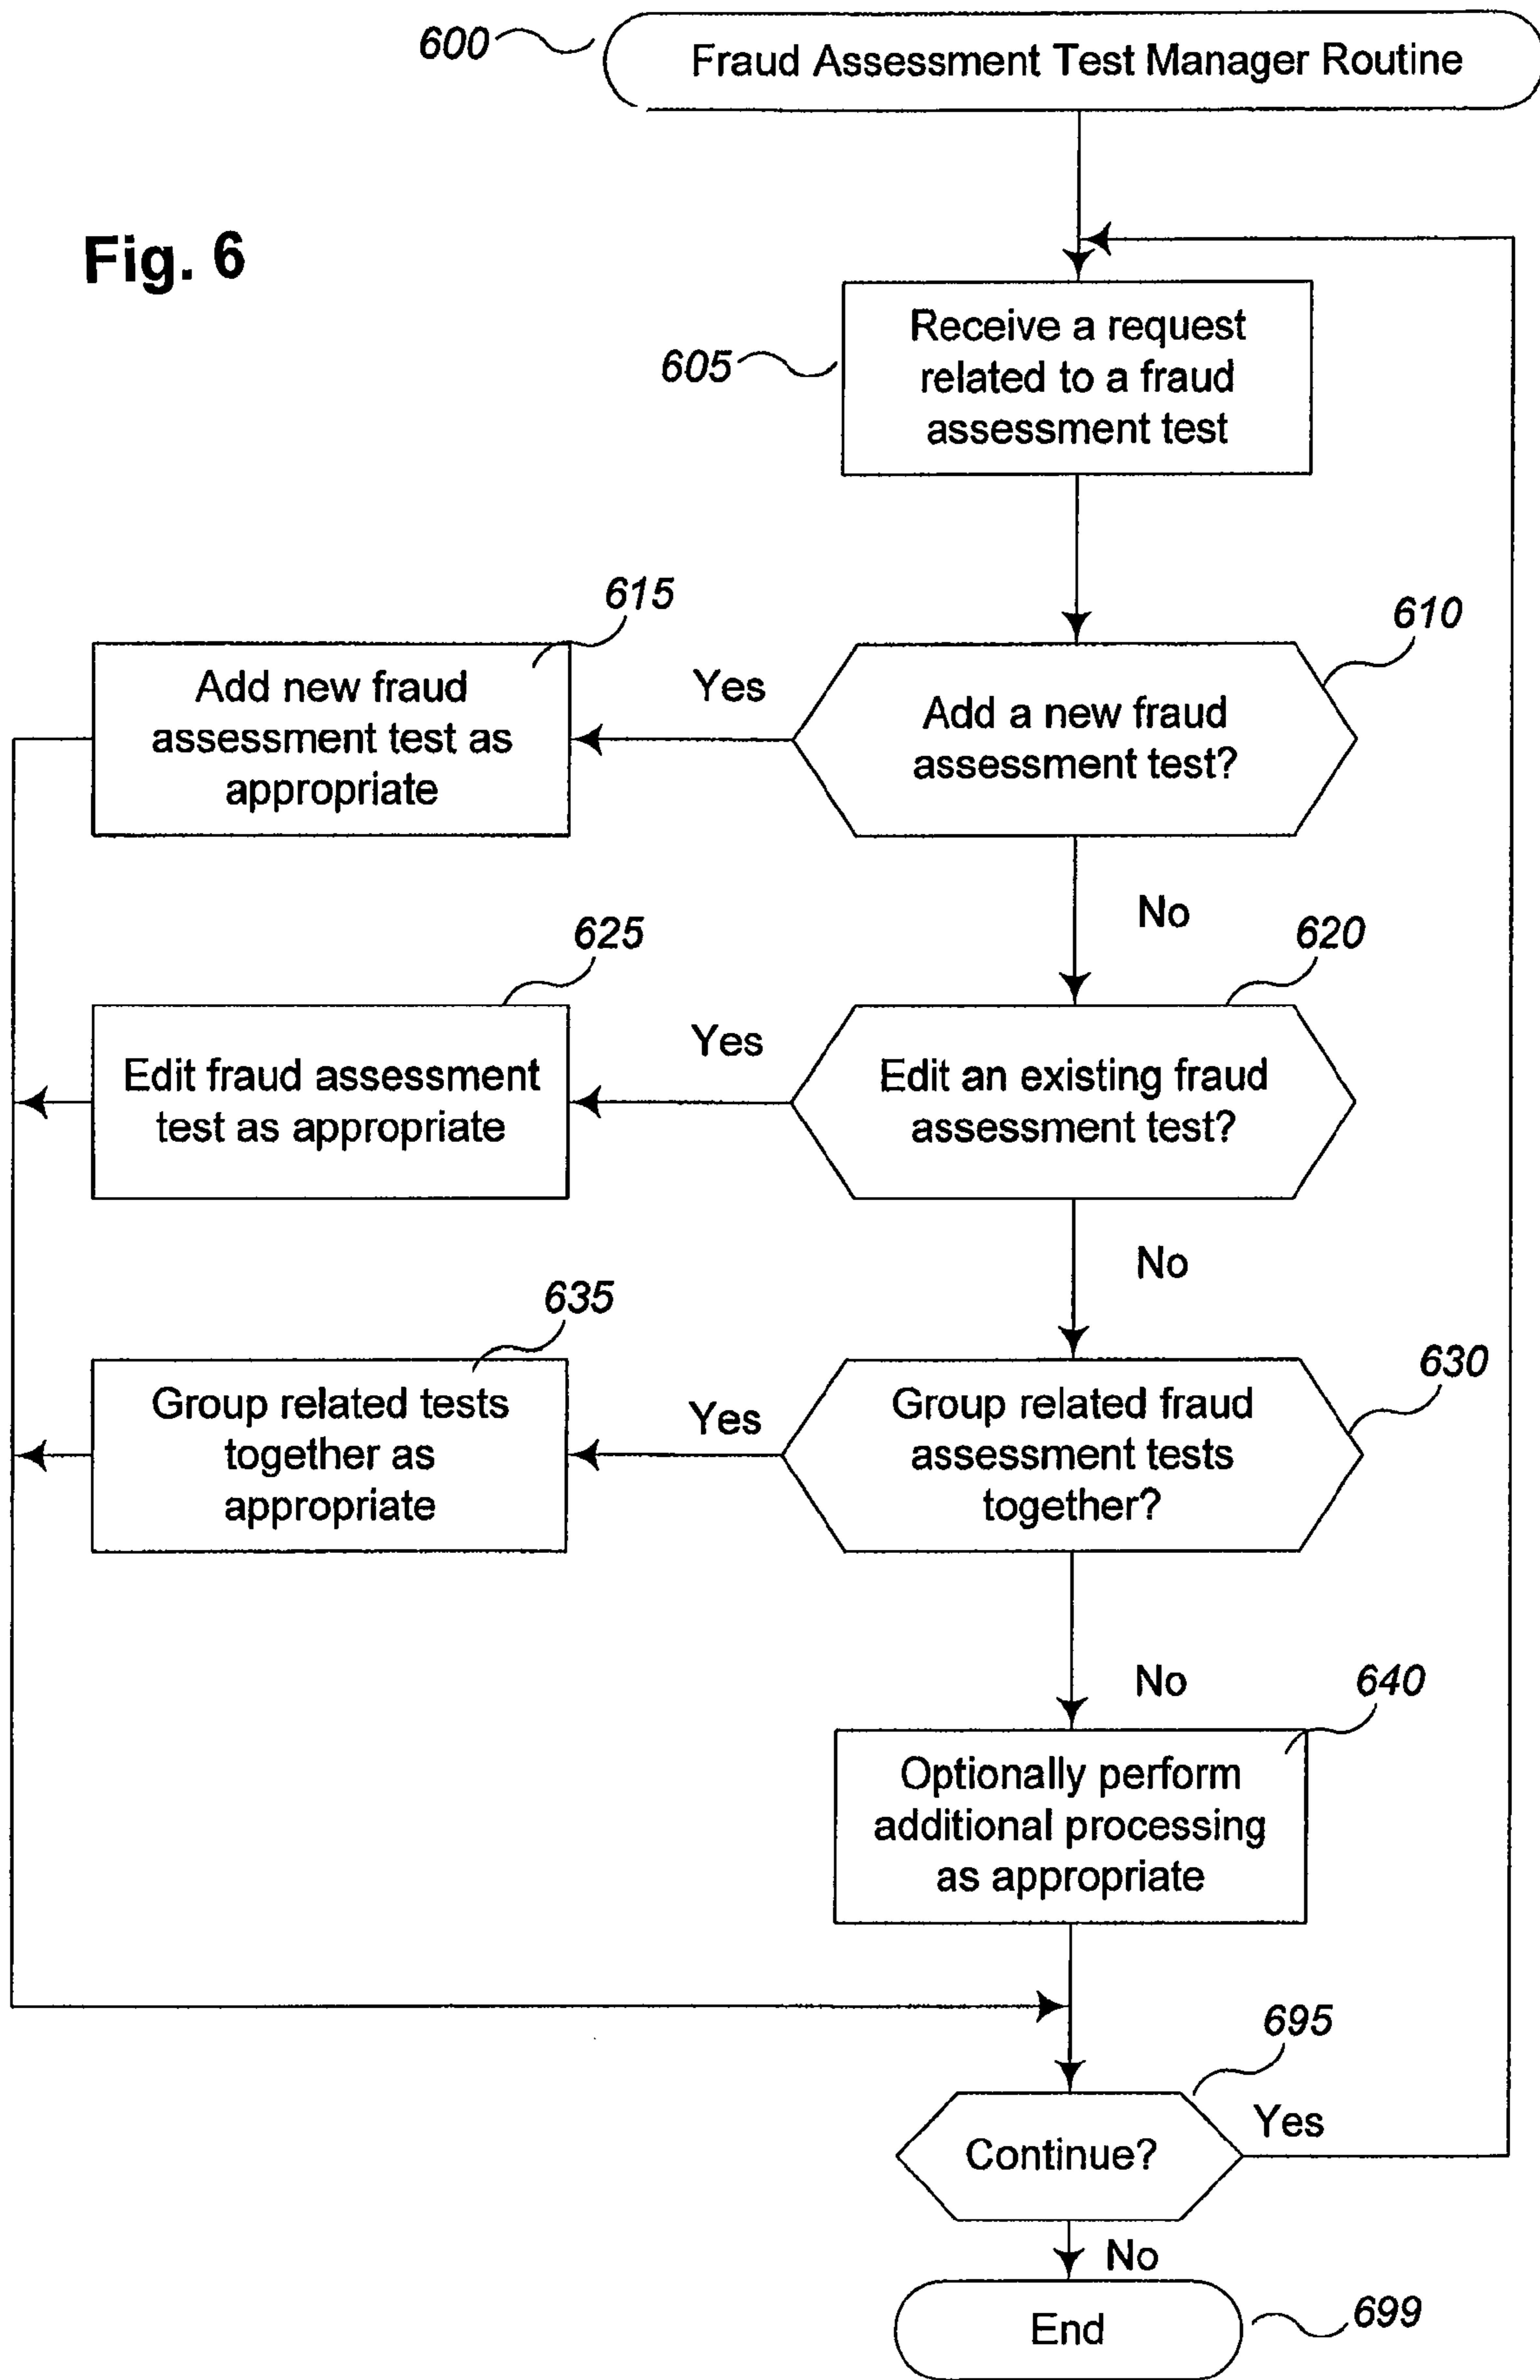 600
Fraud Assessment Test Manager Routine
Fig. 6
605
Receive a request
related to a fraud
assessment test
615
610
Add new fraud
assessment test as
appropriate
Yes
Add a new fraud
assessment test?
No
625
620
Edit fraud assessment
test as appropriate
Yes
Edit an existing fraud
assessment test?
No
635
630
Group related tests
together as
appropriate
Yes
Group related fraud
assessment tests
together?
No
640
Optionally perform
additional processing
as appropriate
695
Continue?
Yes
No
End
699